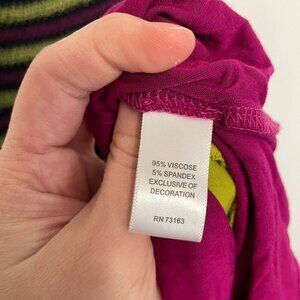 95% VISCOSE
5% SPANDEX
EXCLUSIVE OF
DECORATION
RN 73163